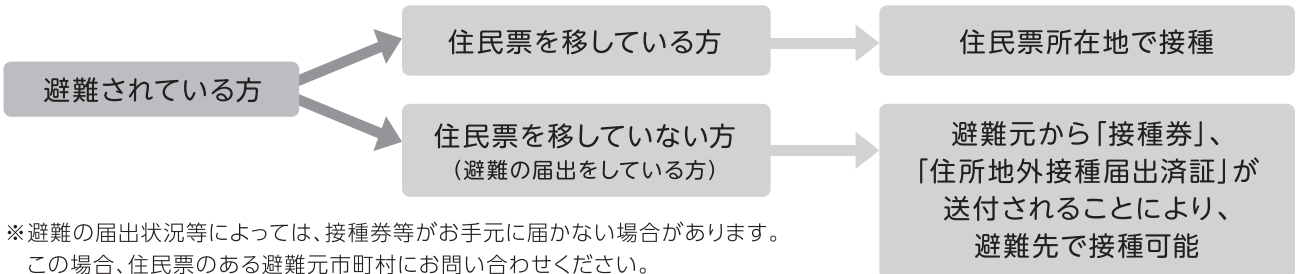 避難されている方
住民票を移している方
住民票所在地で接種
住民票を移していない方
（避難の届出をしている方）
避難元から「接種券」、
「住所地外接種届出済証」が
送付されることにより、
避難先で接種可能
※避難の届出状況等によっては、接種券等がお手元に届かない場合があります。
この場合、住民票のある避難元市町村にお問い合わせください。